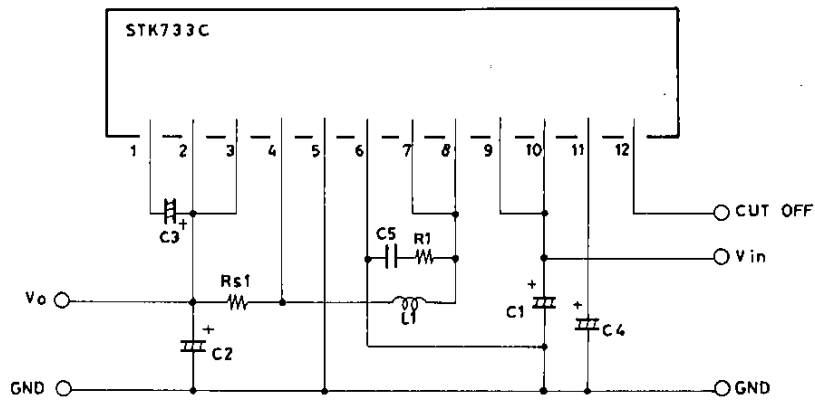 STK733C
1 2 3 4 5 6 7 8 9 10 11 12
C3
+
CUT OFF
C5 R1
Vin
Rs1
Vo
L1
+
C1
+
C4
+
C2
GND
GND